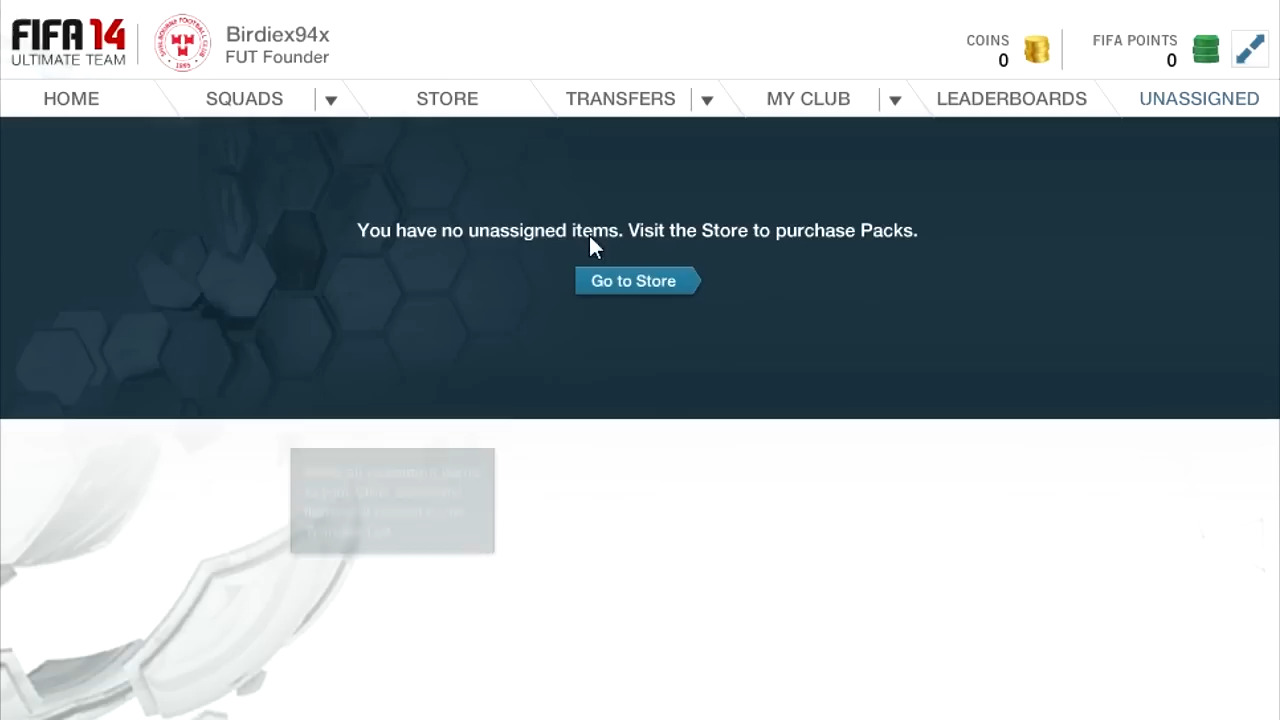 FIFA 14
ULTIMATE TEAM
Birdiex94x
FUT Founder
COINS
0
FIFA POINTS
0
HOME
SQUADS
STORE
TRANSFERS
MY CLUB
LEADERBOARDS
UNASSIGNED
You have no unassigned items. Visit the Store to purchase Packs.
Go to Store